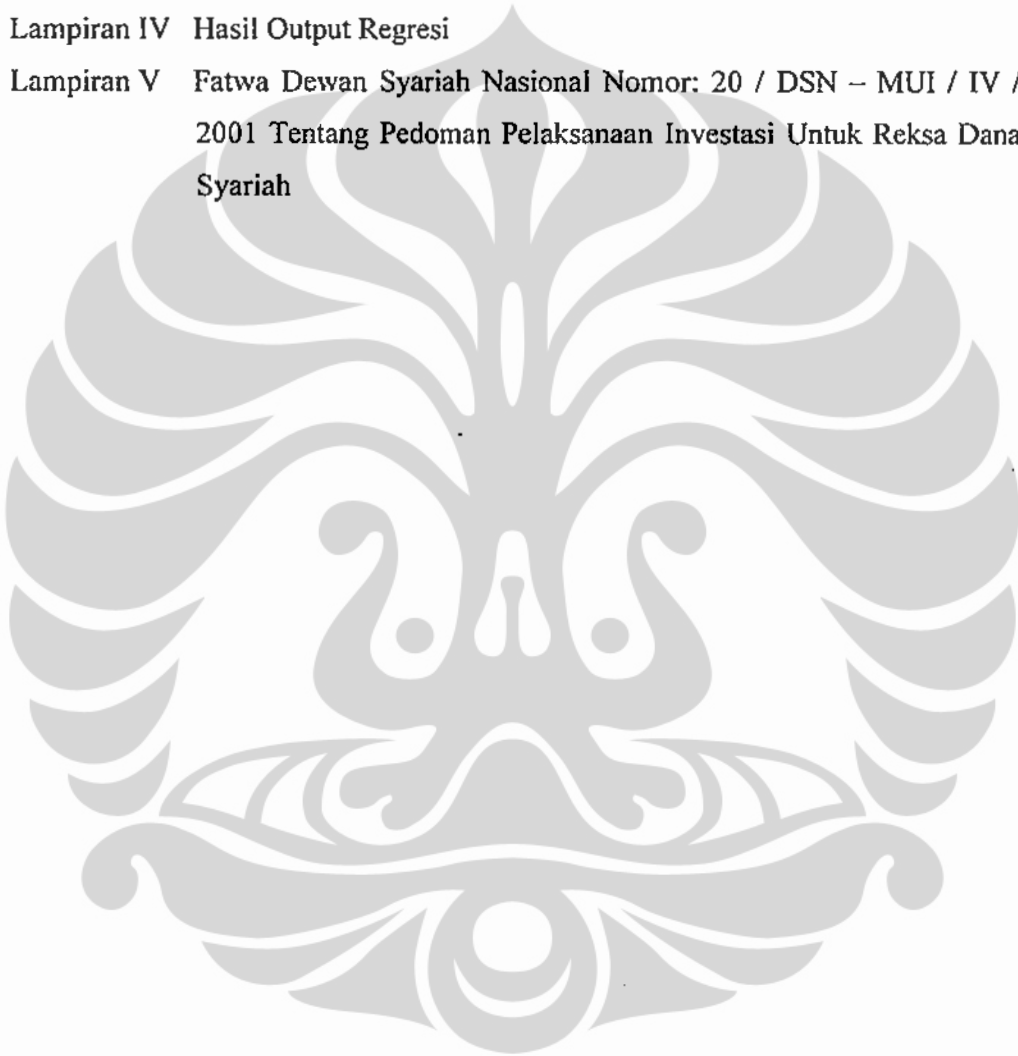 Lampiran IV Hasil Output Regresi
Lampiran V Fatwa Dewan Syariah Nasional Nomor: 20 / DSN – MUI / IV /
2001 Tentang Pedoman Pelaksanaan Investasi Untuk Reksa Dana
Syariah